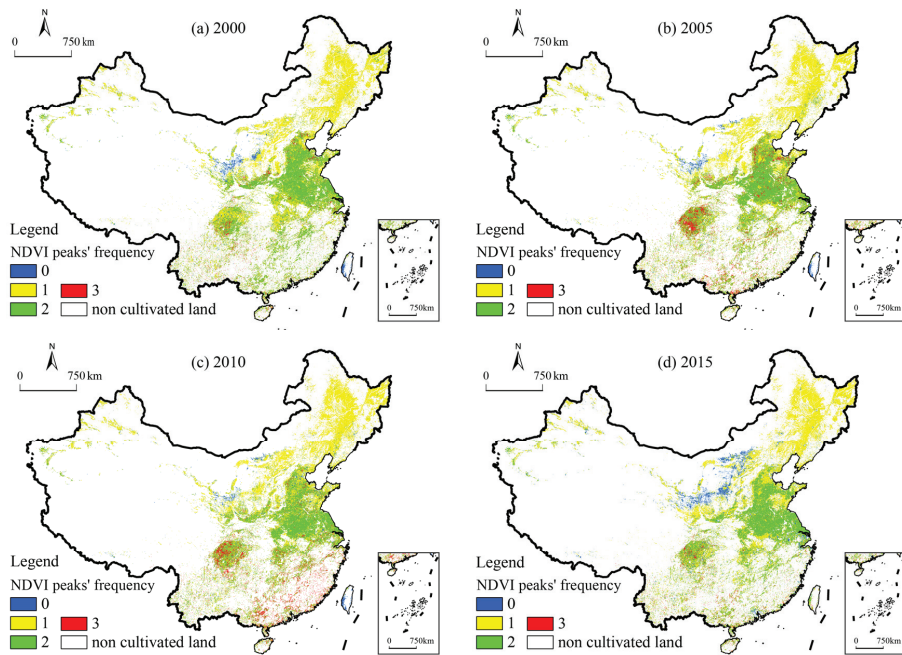 N
(a) 2000
0 750 km
Legend
NDVI peaks' frequency
0
1 3
2 non cultivated land
0 750km
N
(b) 2005
0 750 km
Legend
NDVI peaks' frequency
0
1 3
2 non cultivated land
0 750km
N
(c) 2010
0 750 km
Legend
NDVI peaks' frequency
0
1 3
2 non cultivated land
0 750km
N
(d) 2015
0 750 km
Legend
NDVI peaks' frequency
0
1 3
2 non cultivated land
0 750km